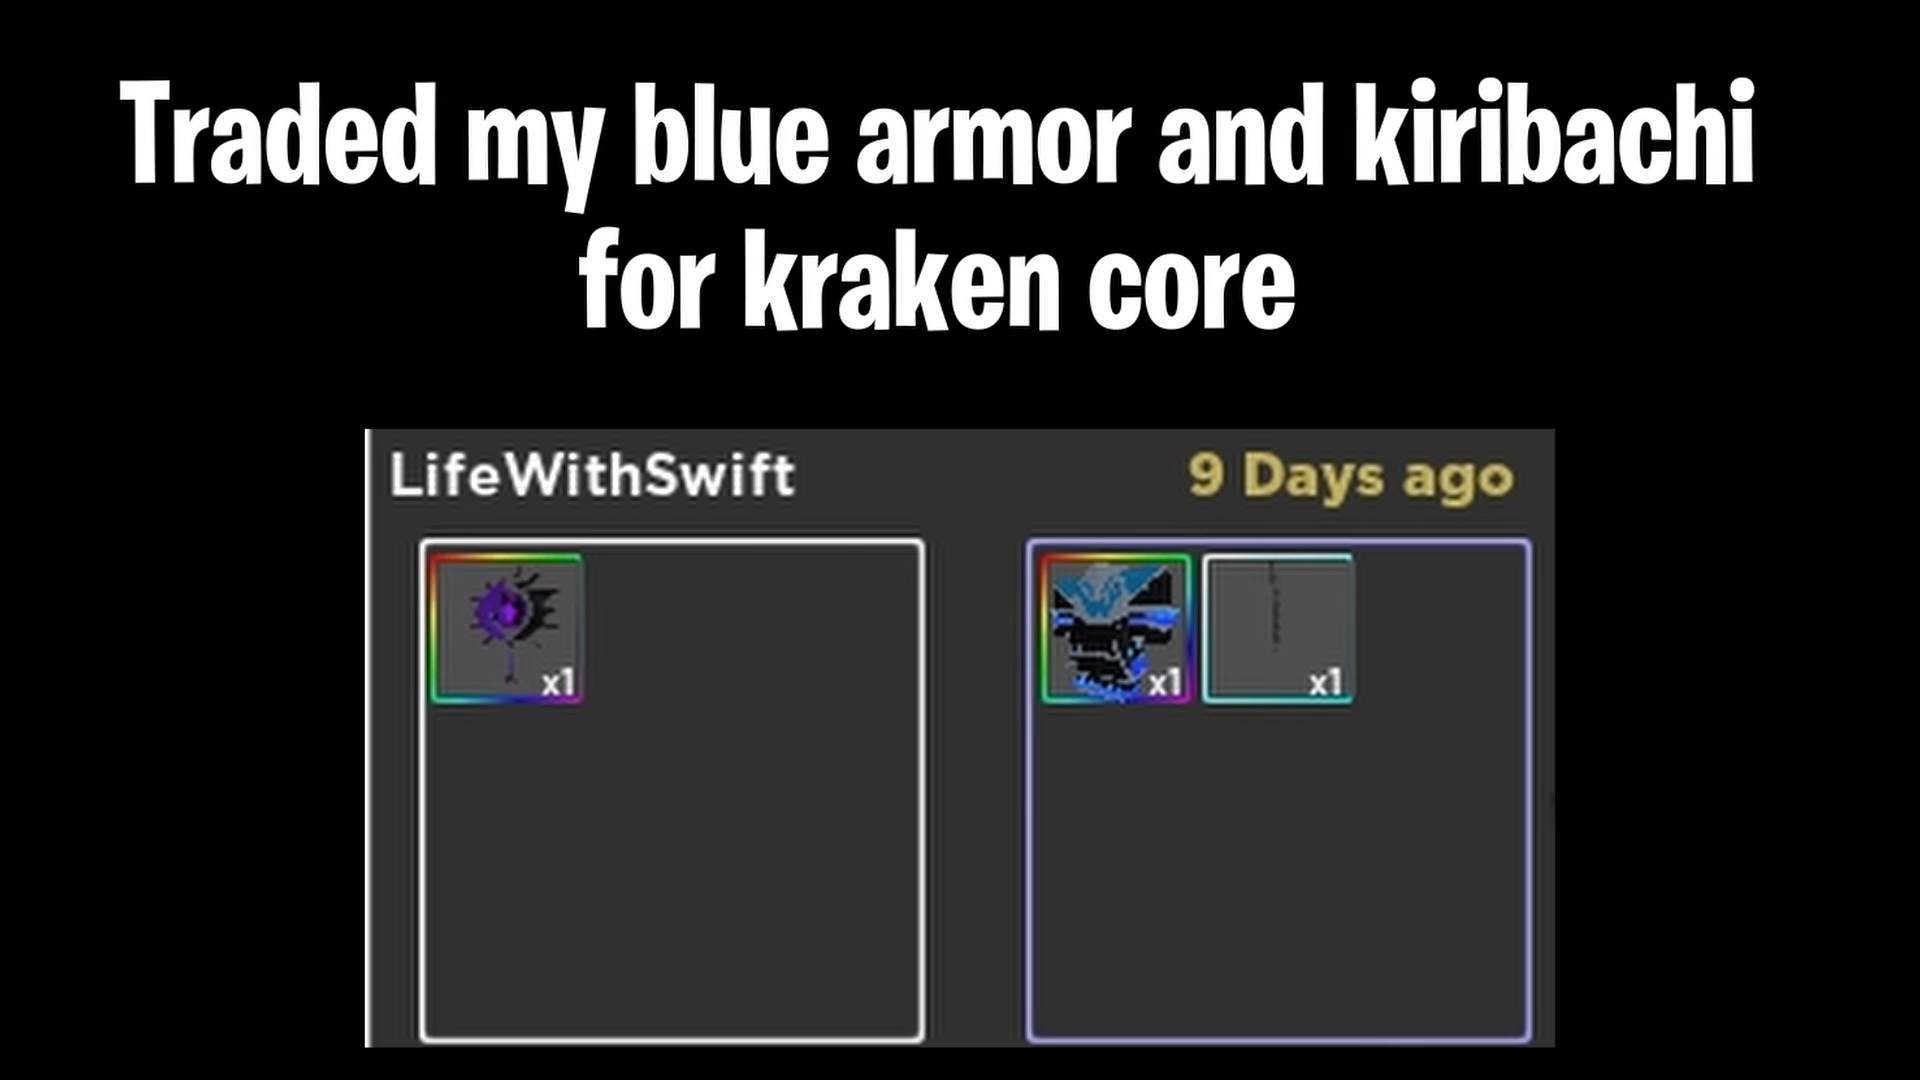 Traded my blue armor and kiribachi
for kraken core
LifeWithSwift
9 Days ago
x1
x1
x1